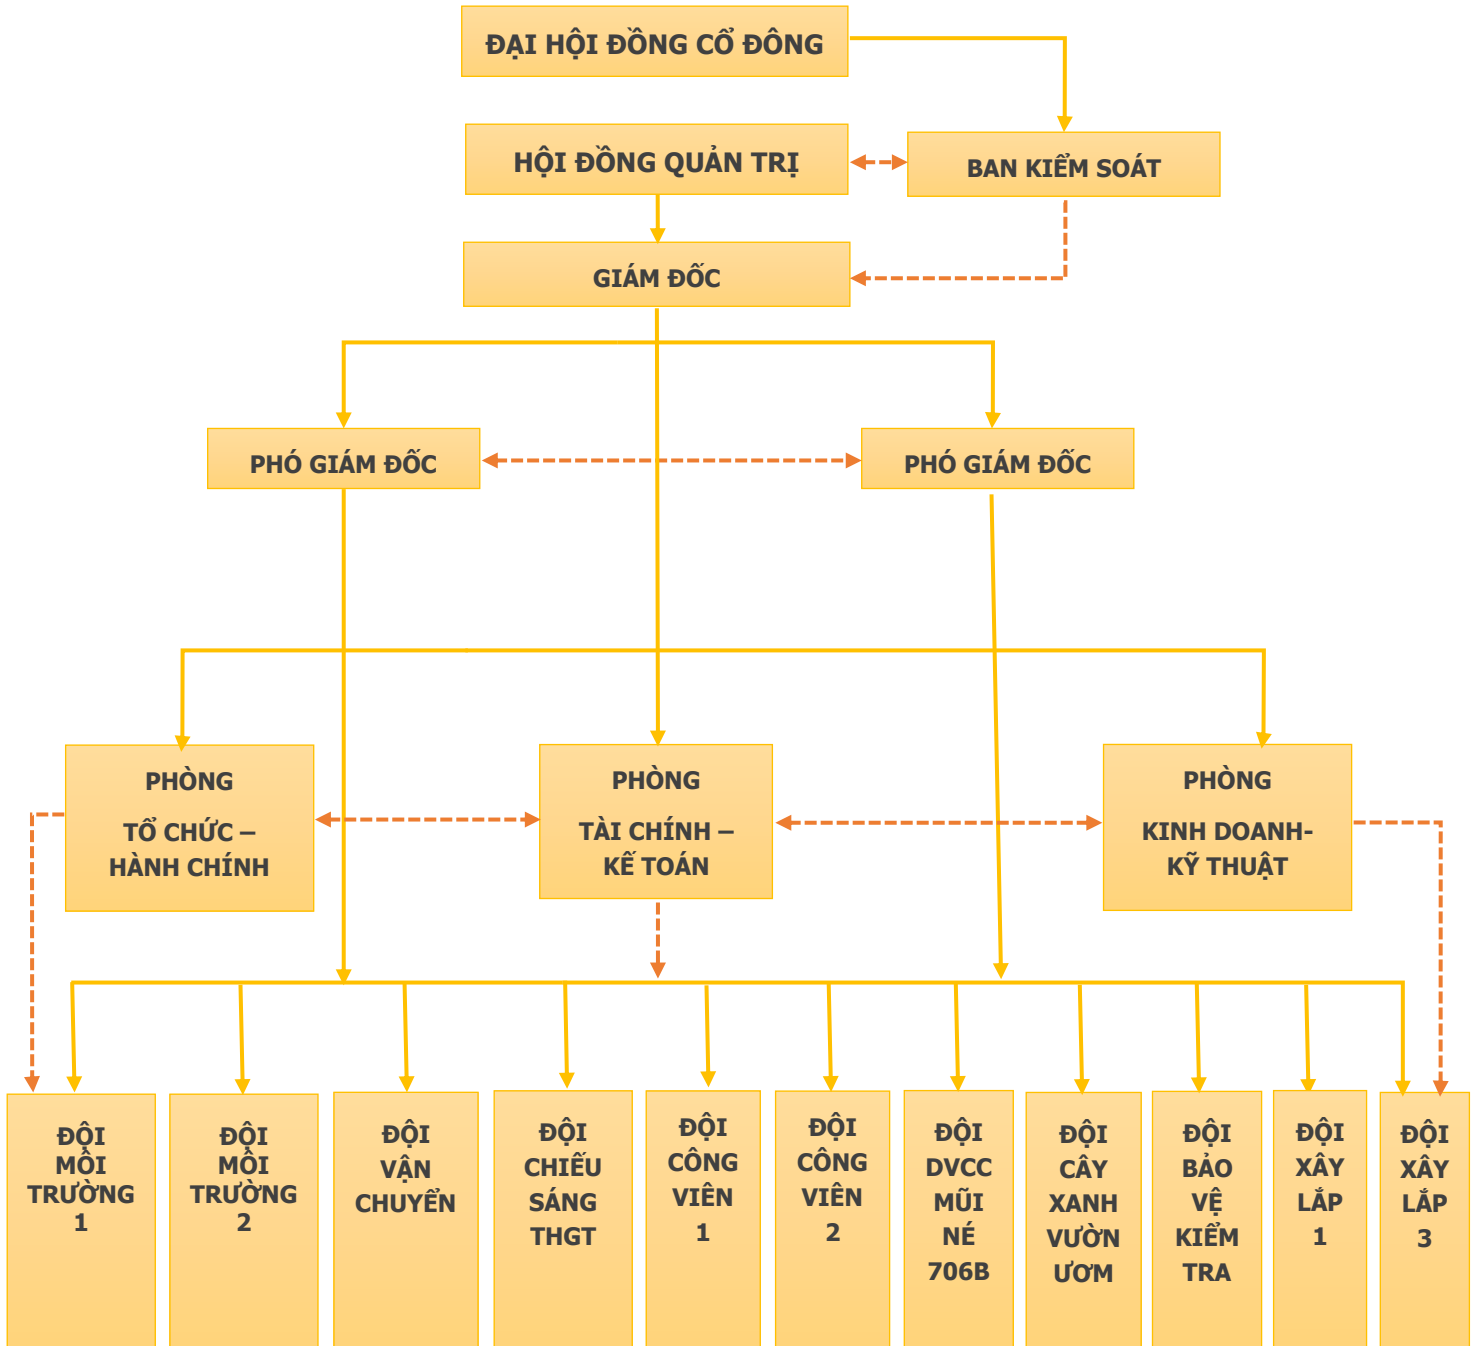 ĐẠI HỘI ĐỒNG CỔ ĐÔNG
HỘI ĐỒNG QUẢN TRỊ
BAN KIỂM SOÁT
GIÁM ĐỐC
PHÓ GIÁM ĐỐC
PHÓ GIÁM ĐỐC
PHÒNG
TỔ CHỨC –
HÀNH CHÍNH
PHÒNG
TÀI CHÍNH –
KẾ TOÁN
PHÒNG
KINH DOANH-
KỸ THUẬT
ĐỘI
MÔI
TRƯỜNG
1
ĐỘI
MÔI
TRƯỜNG
2
ĐỘI
VẬN
CHUYỂN
ĐỘI
CHIẾU
SÁNG
THGT
ĐỘI
CÔNG
VIÊN
1
ĐỘI
CÔNG
VIÊN
2
ĐỘI
DVCC
MŨI
NÉ
706B
ĐỘI
CÂY
XANH
VƯỜN
ƯƠM
ĐỘI
BẢO
VỆ
KIỂM
TRA
ĐỘI
XÂY
LẮP
1
ĐỘI
XÂY
LẮP
3